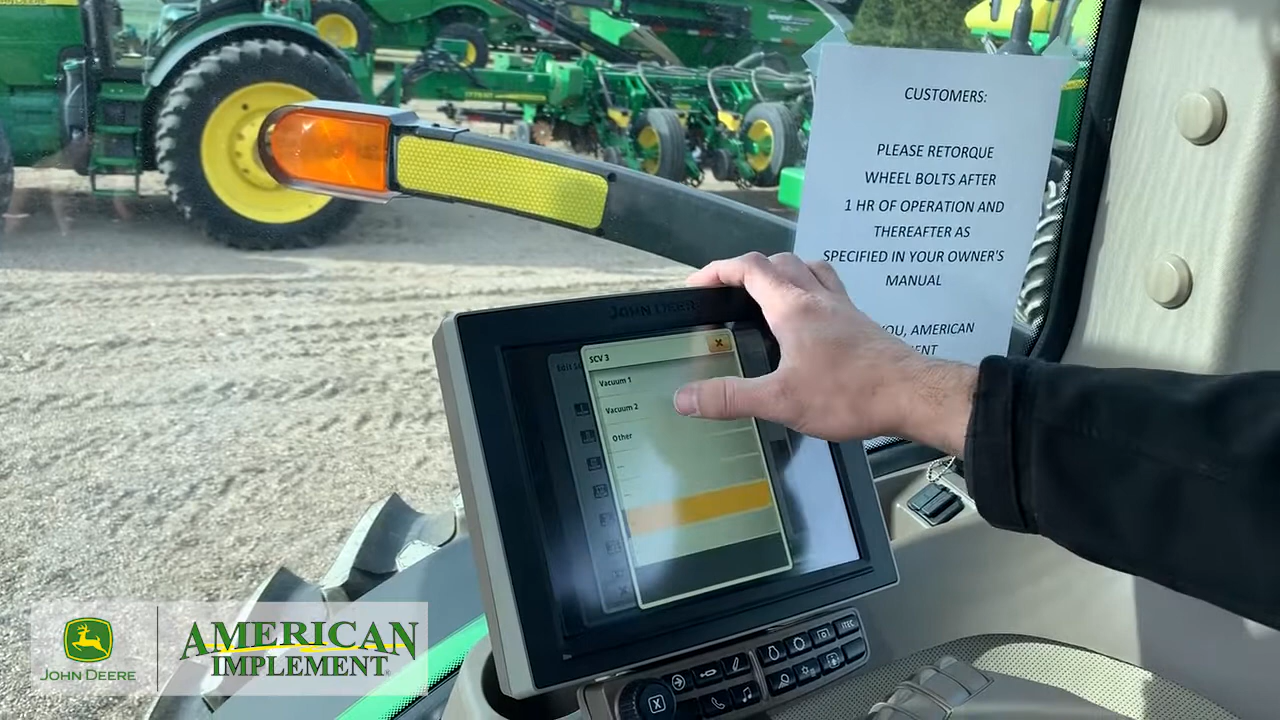 CUSTOMERS:
PLEASE RETORQUE
WHEEL BOLTS AFTER
1 HR OF OPERATION AND
THEREAFTER AS
SPECIFIED IN YOUR OWNER'S
MANUAL
YOU, AMERICAN
JOHN DEERE
SCV 3
X
Vacuum 1
Vacuum 2
Other
...
...
iTEC
X
JOHN DEERE
AMERICAN
IMPLEMENT